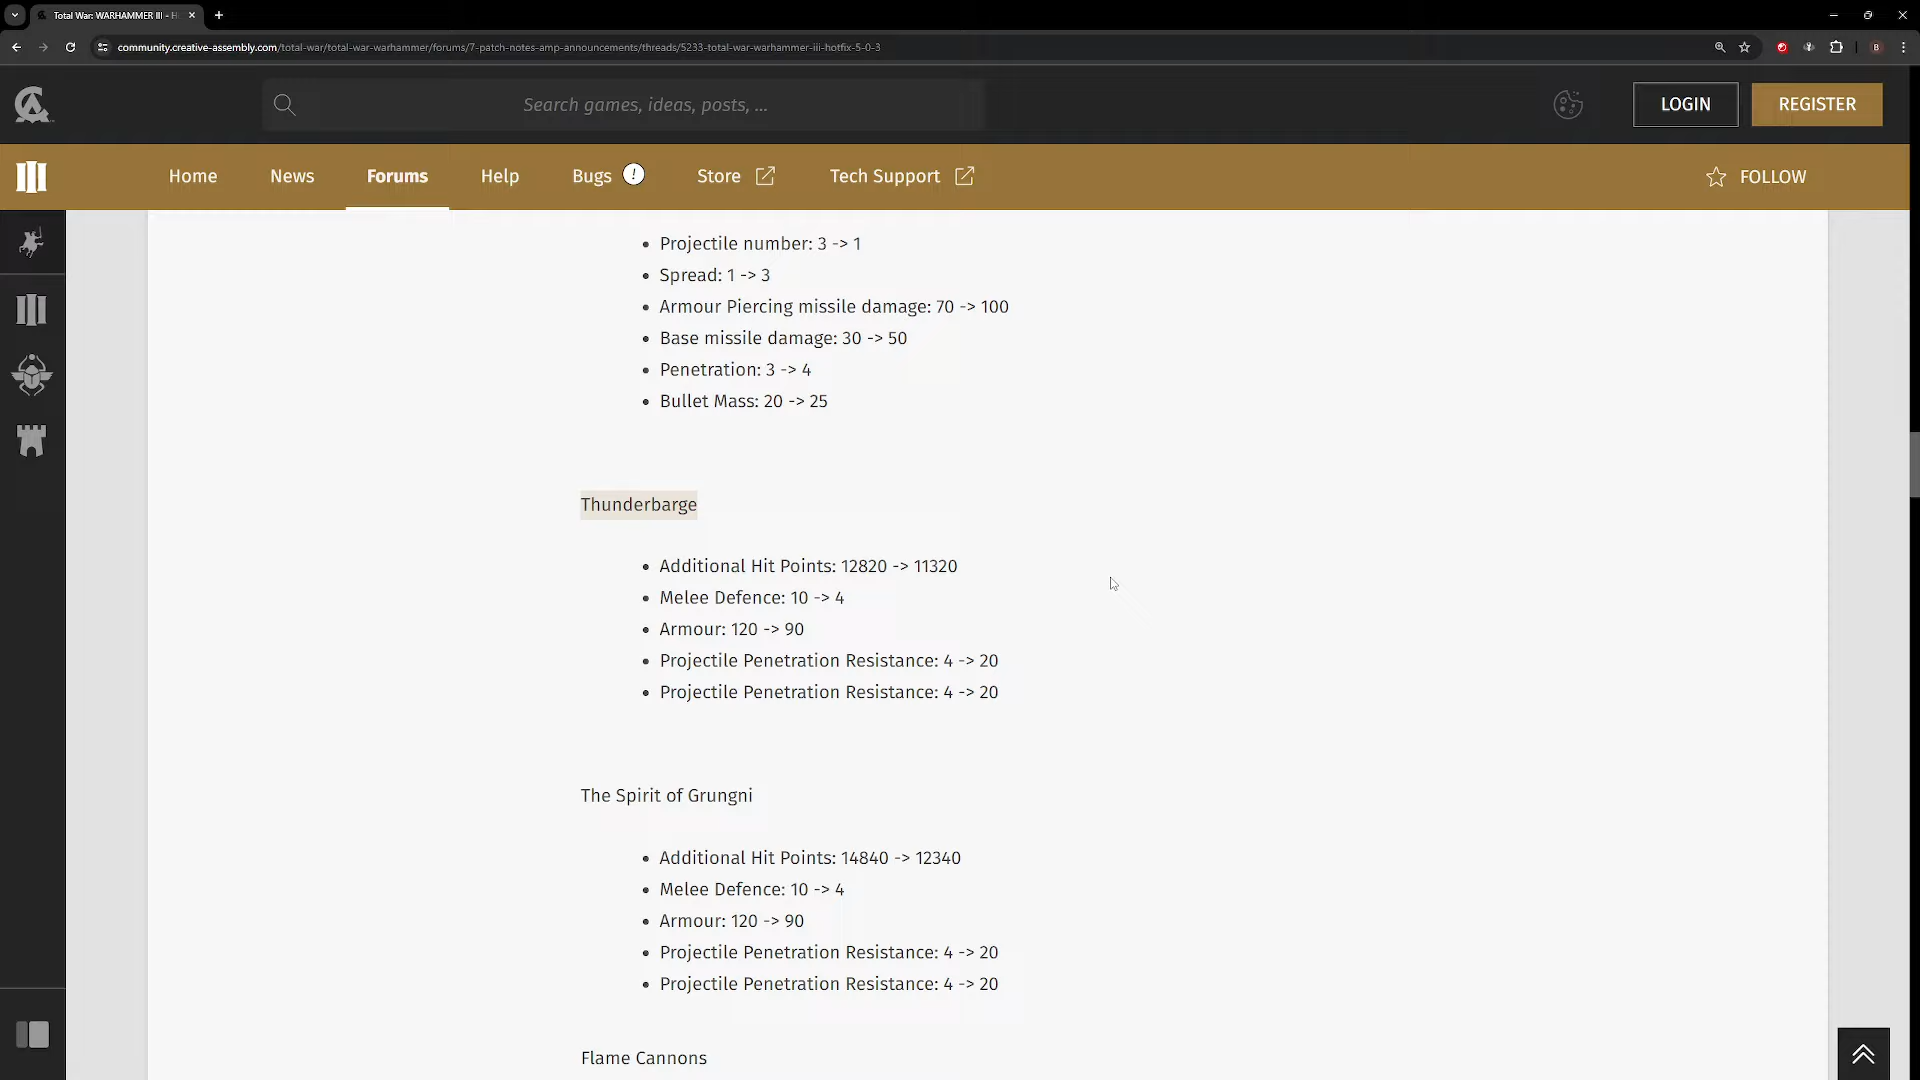 Total War: WARHAMMER III - H
community.creative-assembly.com/total-war/total-war-warhammer/forums/7-patch-notes-amp-announcements/threads/5233-total-war-warhammer-iii-hotfix-5-0-3
B
Search games, ideas, posts, ...
LOGIN
REGISTER
Home
News
Forums
Help
Bugs
!
Store
Tech Support
FOLLOW
• Projectile number: 3 -> 1
• Spread: 1 -> 3
• Armour Piercing missile damage: 70 -> 100
• Base missile damage: 30 -> 50
• Penetration: 3 -> 4
• Bullet Mass: 20 -> 25
Thunderbarge
• Additional Hit Points: 12820 -> 11320
• Melee Defence: 10 -> 4
• Armour: 120 -> 90
• Projectile Penetration Resistance: 4 -> 20
• Projectile Penetration Resistance: 4 -> 20
The Spirit of Grungni
• Additional Hit Points: 14840 -> 12340
• Melee Defence: 10 -> 4
• Armour: 120 -> 90
• Projectile Penetration Resistance: 4 -> 20
• Projectile Penetration Resistance: 4 -> 20
Flame Cannons